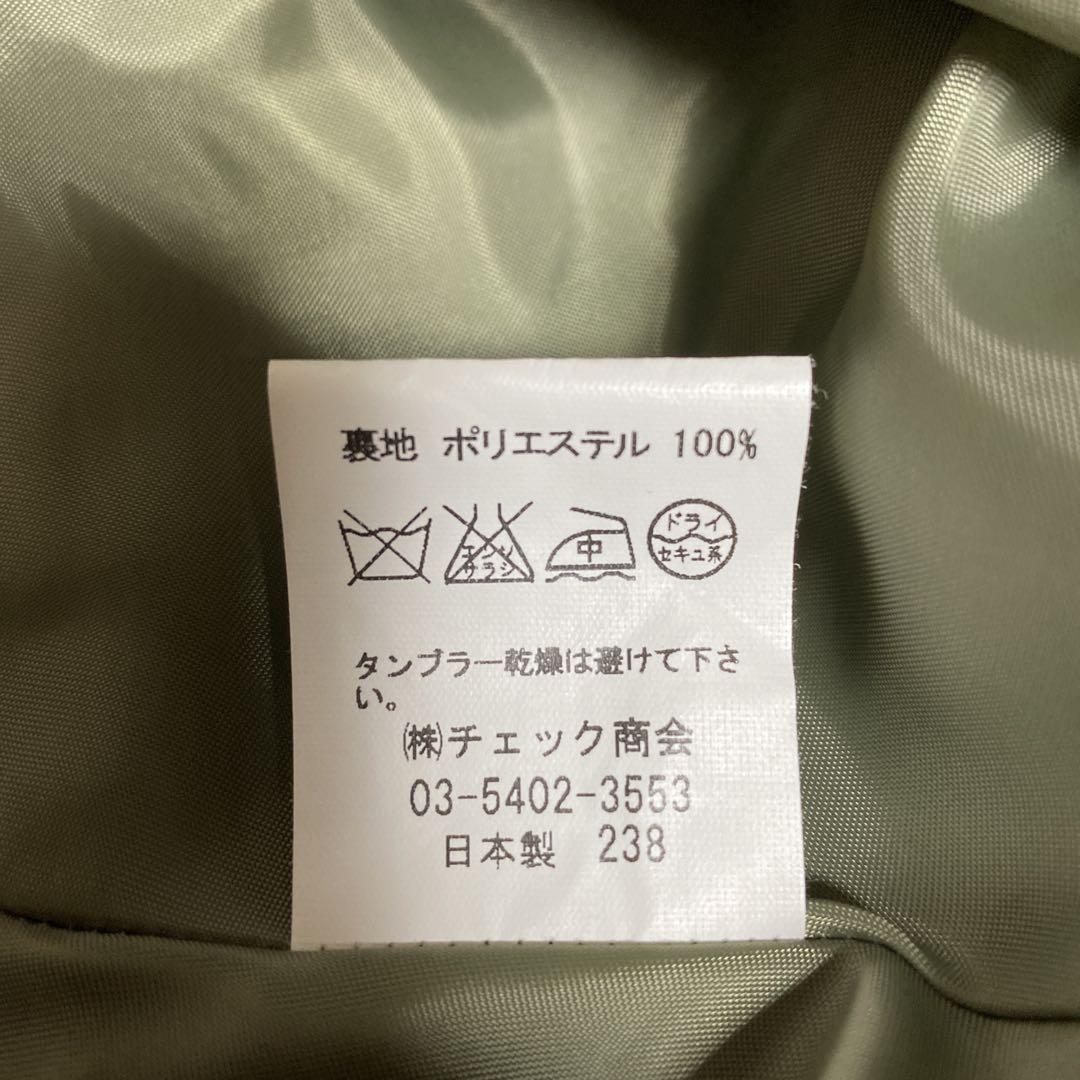 裏地 ポリエステル 100%
エンソ
サラシ
中
ドライ
セキユ系
タンブラー乾燥は避けて下さ
い。
㈱チェック商会
03-5402-3553
日本製 238